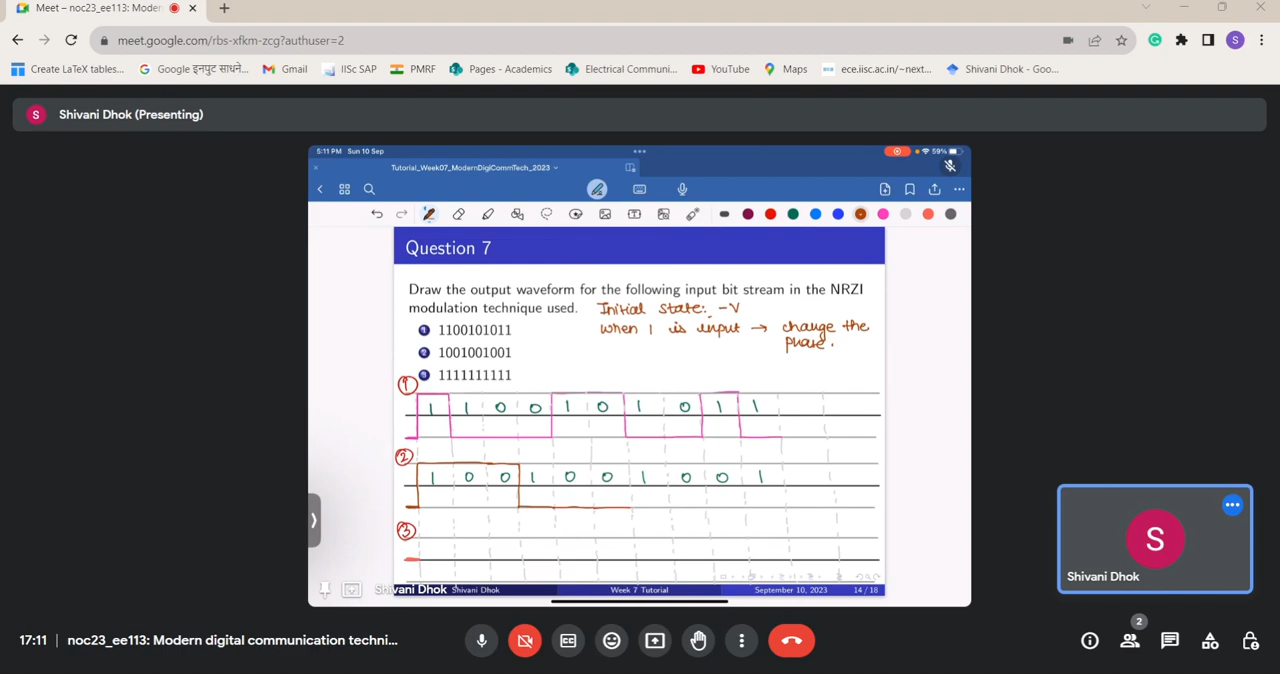 Meet – noc23_ee113: Modern
meet.google.com/rbs-xfkm-zcg?authuser=2
S
Create LaTeX tables...
Google इनपुट साधने...
Gmail
IISc SAP
PMRF
Pages - Academics
Electrical Communi...
YouTube
Maps
ece.iisc.ac.in/~next...
Shivani Dhok - Goo...
S Shivani Dhok (Presenting)
5:11 PM Sun 10 Sep
59%
Tutorial_Week07_ModernDigiCommTech_2023
Question 7
Draw the output waveform for the following input bit stream in the NRZI
modulation technique used. Initial state: -V
1 1100101011 when 1 is input → change the
phase.
2 1001001001
3 1111111111
1
1 1 0 0 1 0 1 0 1 1
2
1 0 0 1 0 0 1 0 0 1
3
Shivani Dhok Shivani Dhok Week 7 Tutorial September 10, 2023 14 / 18
S
Shivani Dhok
17:11 | noc23_ee113: Modern digital communication techni...
2